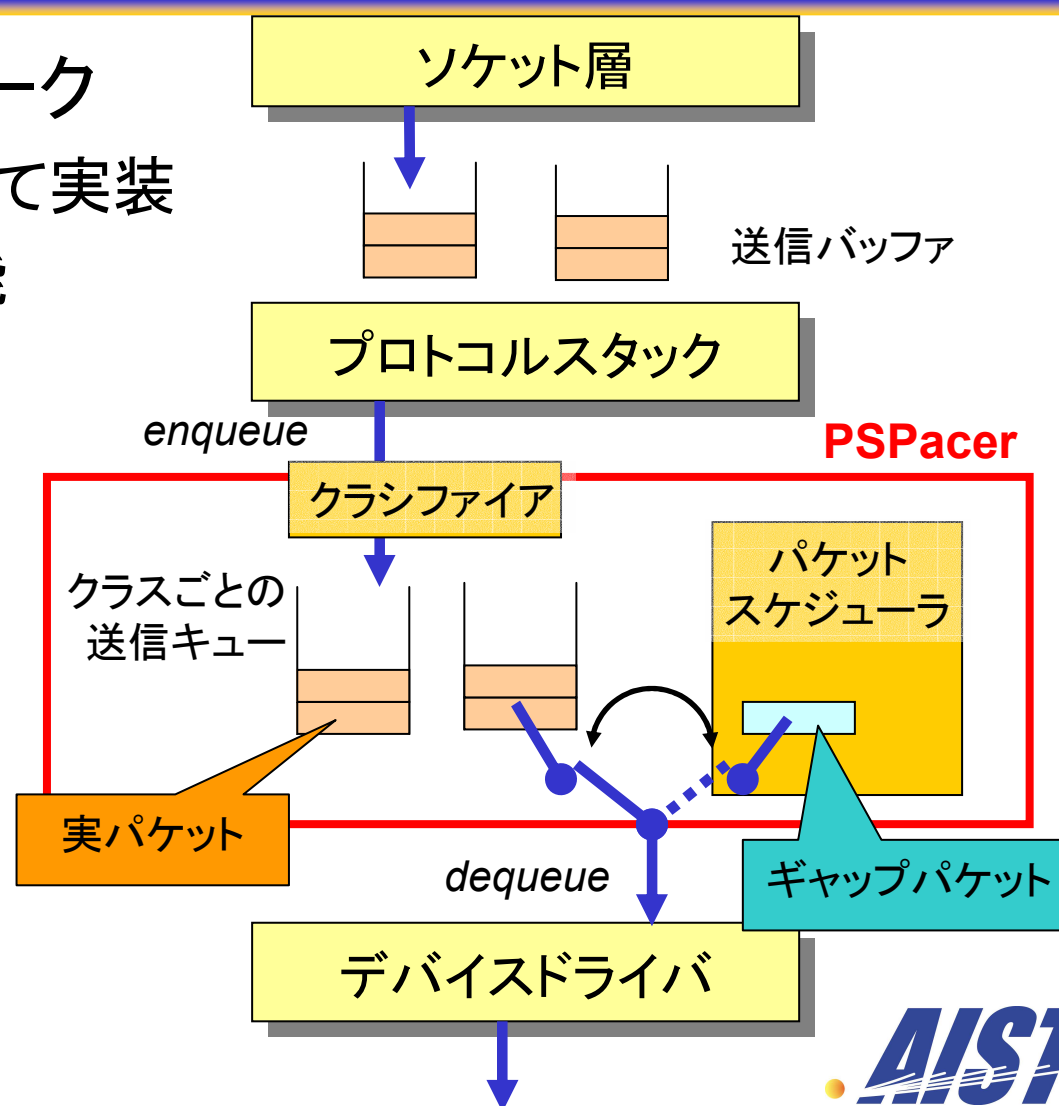 ソケット層
ーク
て実装
送信バッファ
プロトコルスタック
enqueue
PSPacer
クラシファイア
パケット
スケジューラ
クラスごとの
送信キュー
実パケット
dequeue
ギャップパケット
デバイスドライバ
AIST